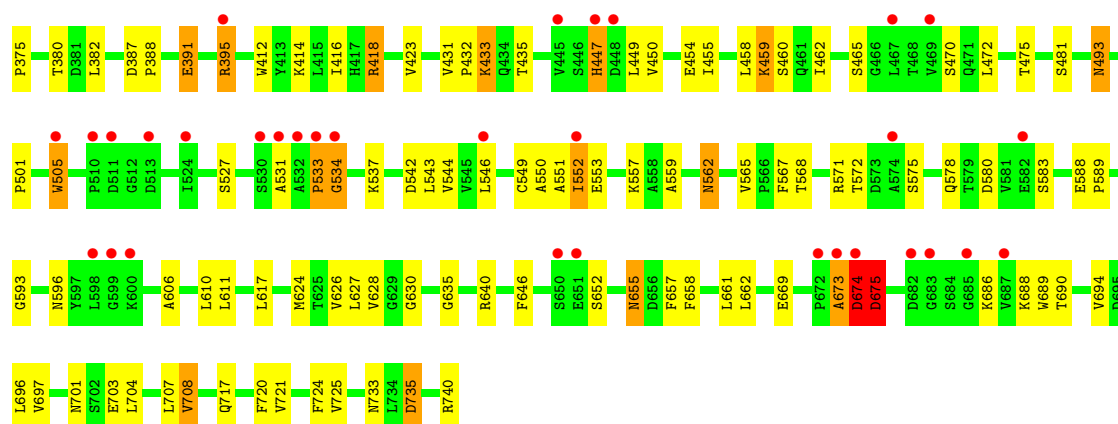 P375 T380 D381 L382 D387 P388 E391 R395 W412 Y413 K414 L415 I416 H417 R418 V423 V431 P432 K433 Q434 T435 V445 S446 H447 D448 L449 V450 E454 I455 L458 K459 S460 Q461 I462 S465 G466 L467 T468 V469 S470 Q471 L472 T475 S481 N493
P501 W505 P510 D511 G512 D513 I524 S527 S530 A531 A532 P533 G534 K537 D542 L543 V544 V545 L546 C549 A550 A551 I552 E553 K557 A558 A559 N562 V565 P566 F567 T568 R571 T572 D573 A574 S575 Q578 T579 D580 V581 E582 S583 E588 P589
G593 N596 Y597 L598 G599 K600 A606 L610 L611 L617 M624 T625 V626 L627 V628 G629 G630 G635 R640 F646 S650 E651 S652 N655 D656 F657 F658 L661 L662 E669 P672 A673 D674 D675 D682 G683 S684 G685 K686 V687 K688 W689 T690 V694 D695
L696 V697 N701 S702 E703 L704 L707 V708 Q717 F720 V721 F724 V725 N733 L734 D735 R740